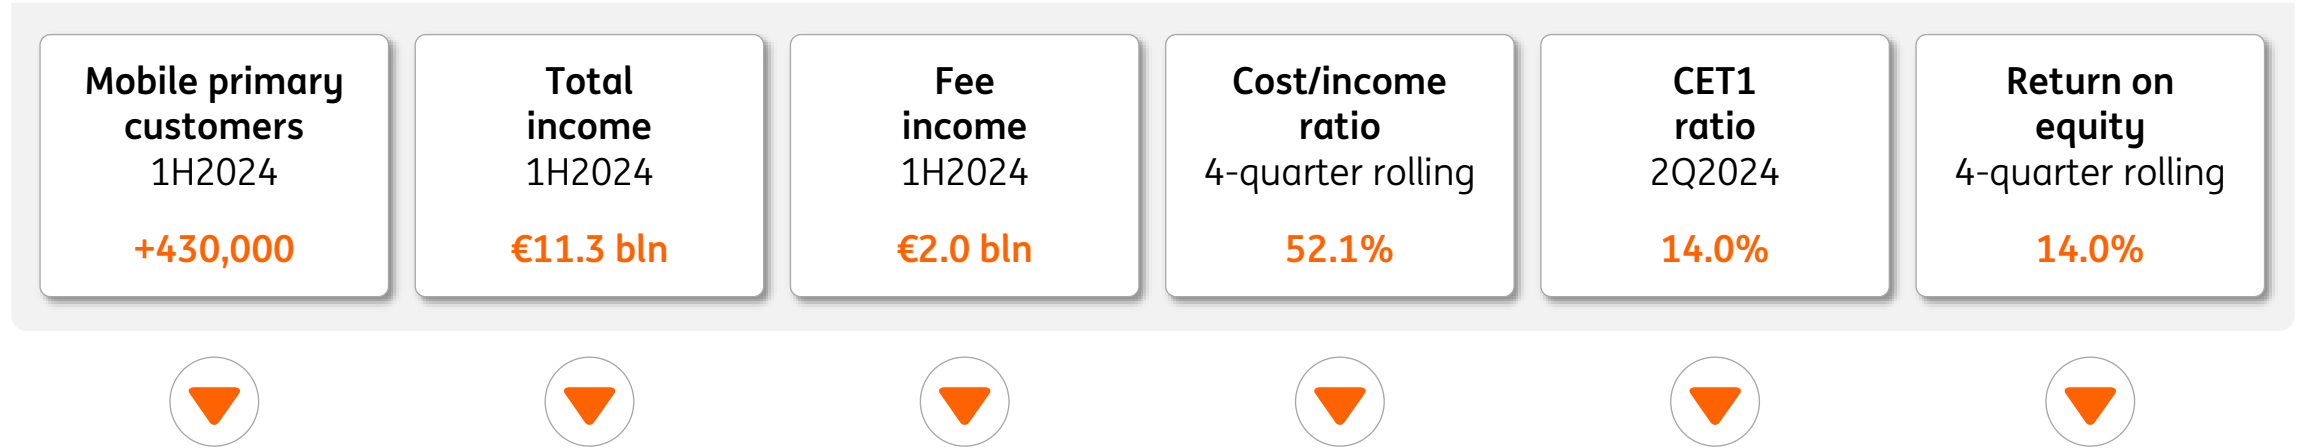 Mobile primary
customers
1H2024
+430,000
Total
income
1H2024
€11.3 bln
Fee
income
1H2024
€2.0 bln
Cost/income
ratio
4-quarter rolling
52.1%
CET1
ratio
2Q2024
14.0%
Return on
equity
4-quarter rolling
14.0%